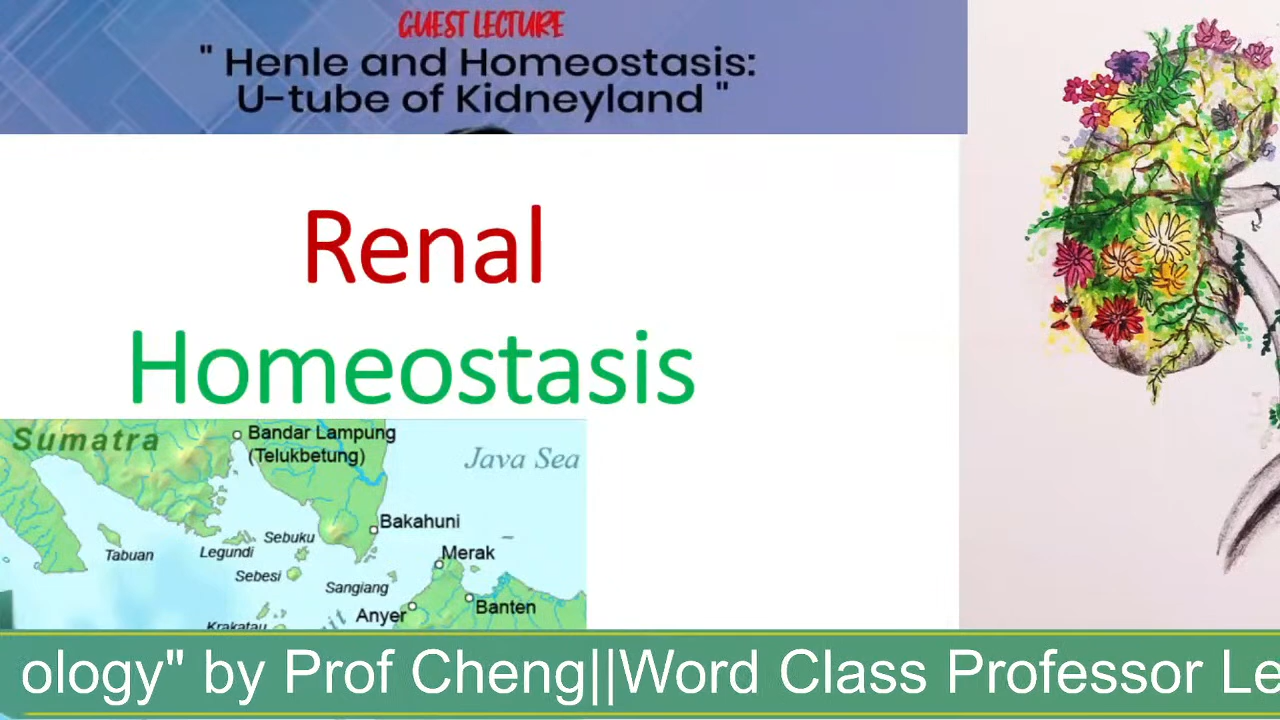 GUEST LECTURE
" Henle and Homeostasis:
U-tube of Kidneyland "
Renal
Homeostasis
Sumatra
Bandar Lampung
(Telukbetung)
Java Sea
Bakahuni
Sebuku
Tabuan
Legundi
Merak
Sebesi
Sangiang
Banten
Anyer
Krakatau
ology" by Prof Cheng||Word Class Professor Le